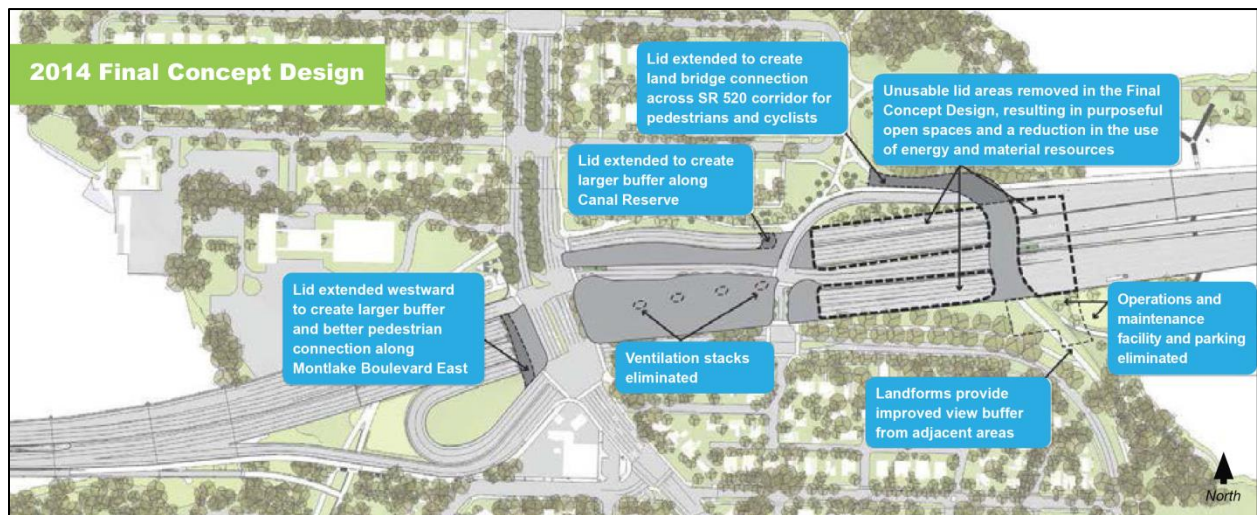 2014 Final Concept Design
Lid extended to create
land bridge connection
across SR 520 corridor for
pedestrians and cyclists
Unusable lid areas removed in the Final
Concept Design, resulting in purposeful
open spaces and a reduction in the use
of energy and material resources
Lid extended to create
larger buffer along
Canal Reserve
Lid extended westward
to create larger buffer
and better pedestrian
connection along
Montlake Boulevard East
Ventilation stacks
eliminated
Operations and
maintenance
facility and parking
eliminated
Landforms provide
improved view buffer
from adjacent areas
North